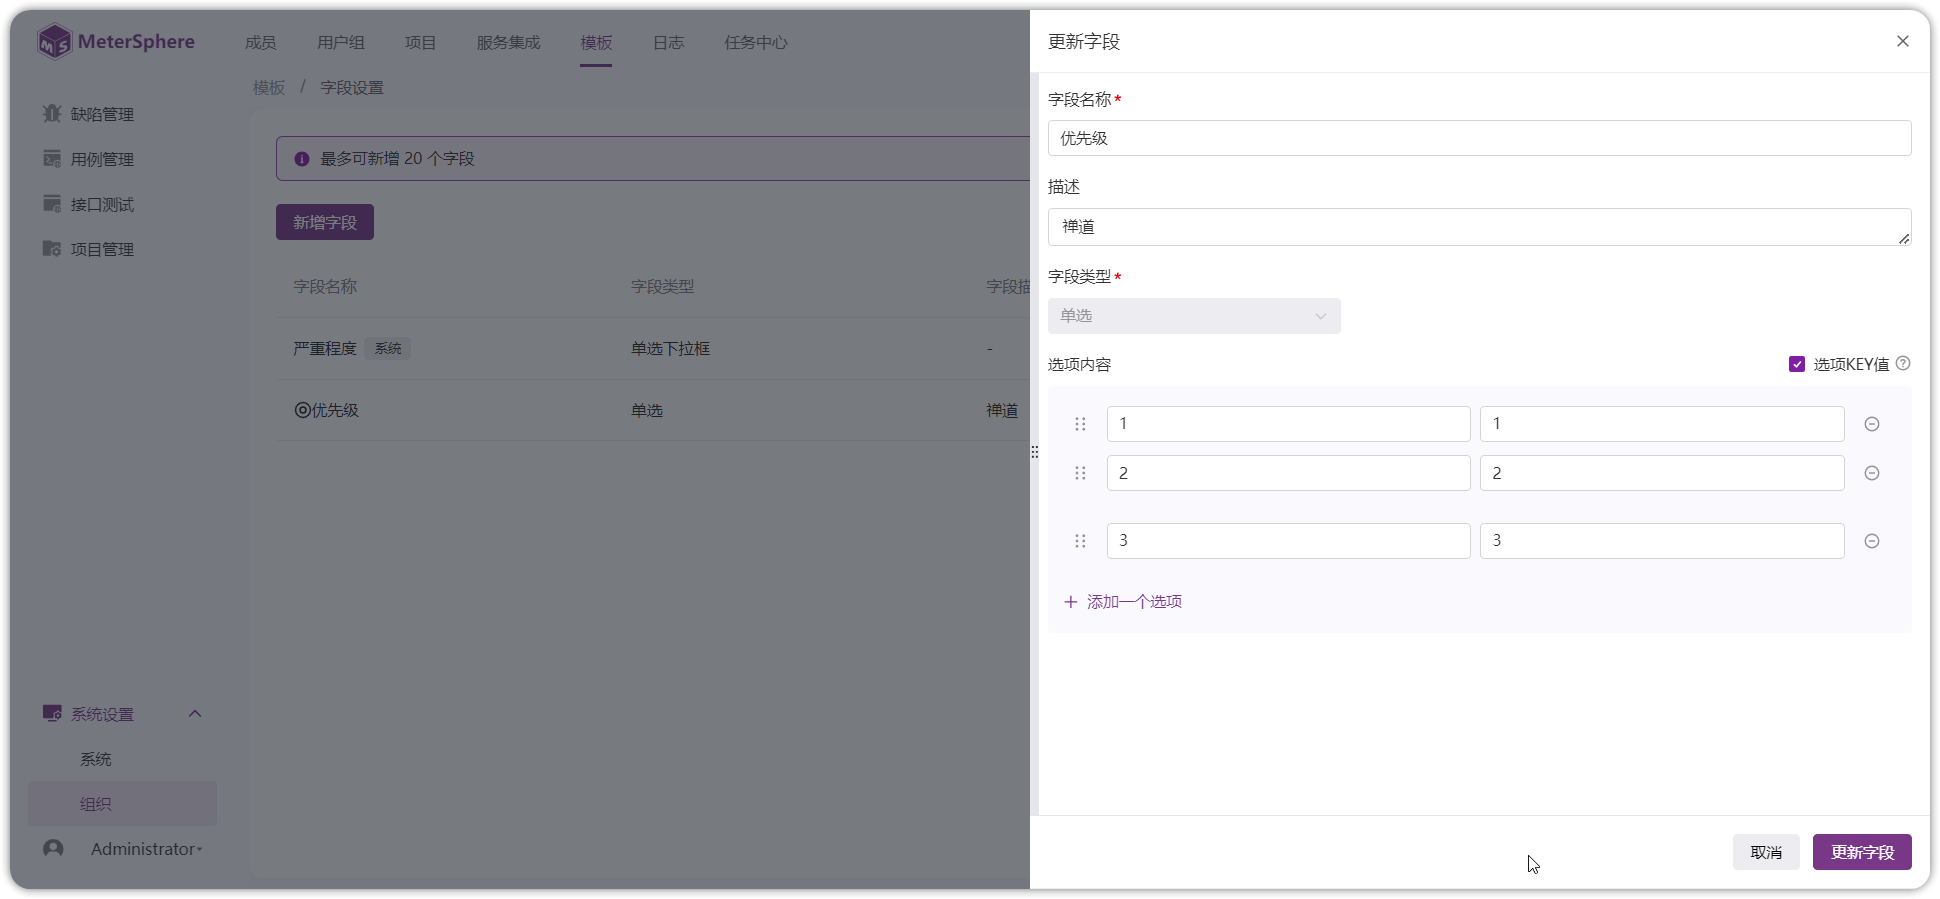 MeterSphere
成员
用户组
项目
服务集成
模板
日志
任务中心
缺陷管理
用例管理
接口测试
项目管理
系统设置
系统
组织
Administrator
模板 / 字段设置
最多可新增 20 个字段
新增字段
字段名称
字段类型
字段描
严重程度 系统
单选下拉框
-
优先级
单选
禅道
更新字段
字段名称*
优先级
描述
禅道
字段类型*
单选
选项内容
选项KEY值
1
1
2
2
3
3
+ 添加一个选项
取消
更新字段